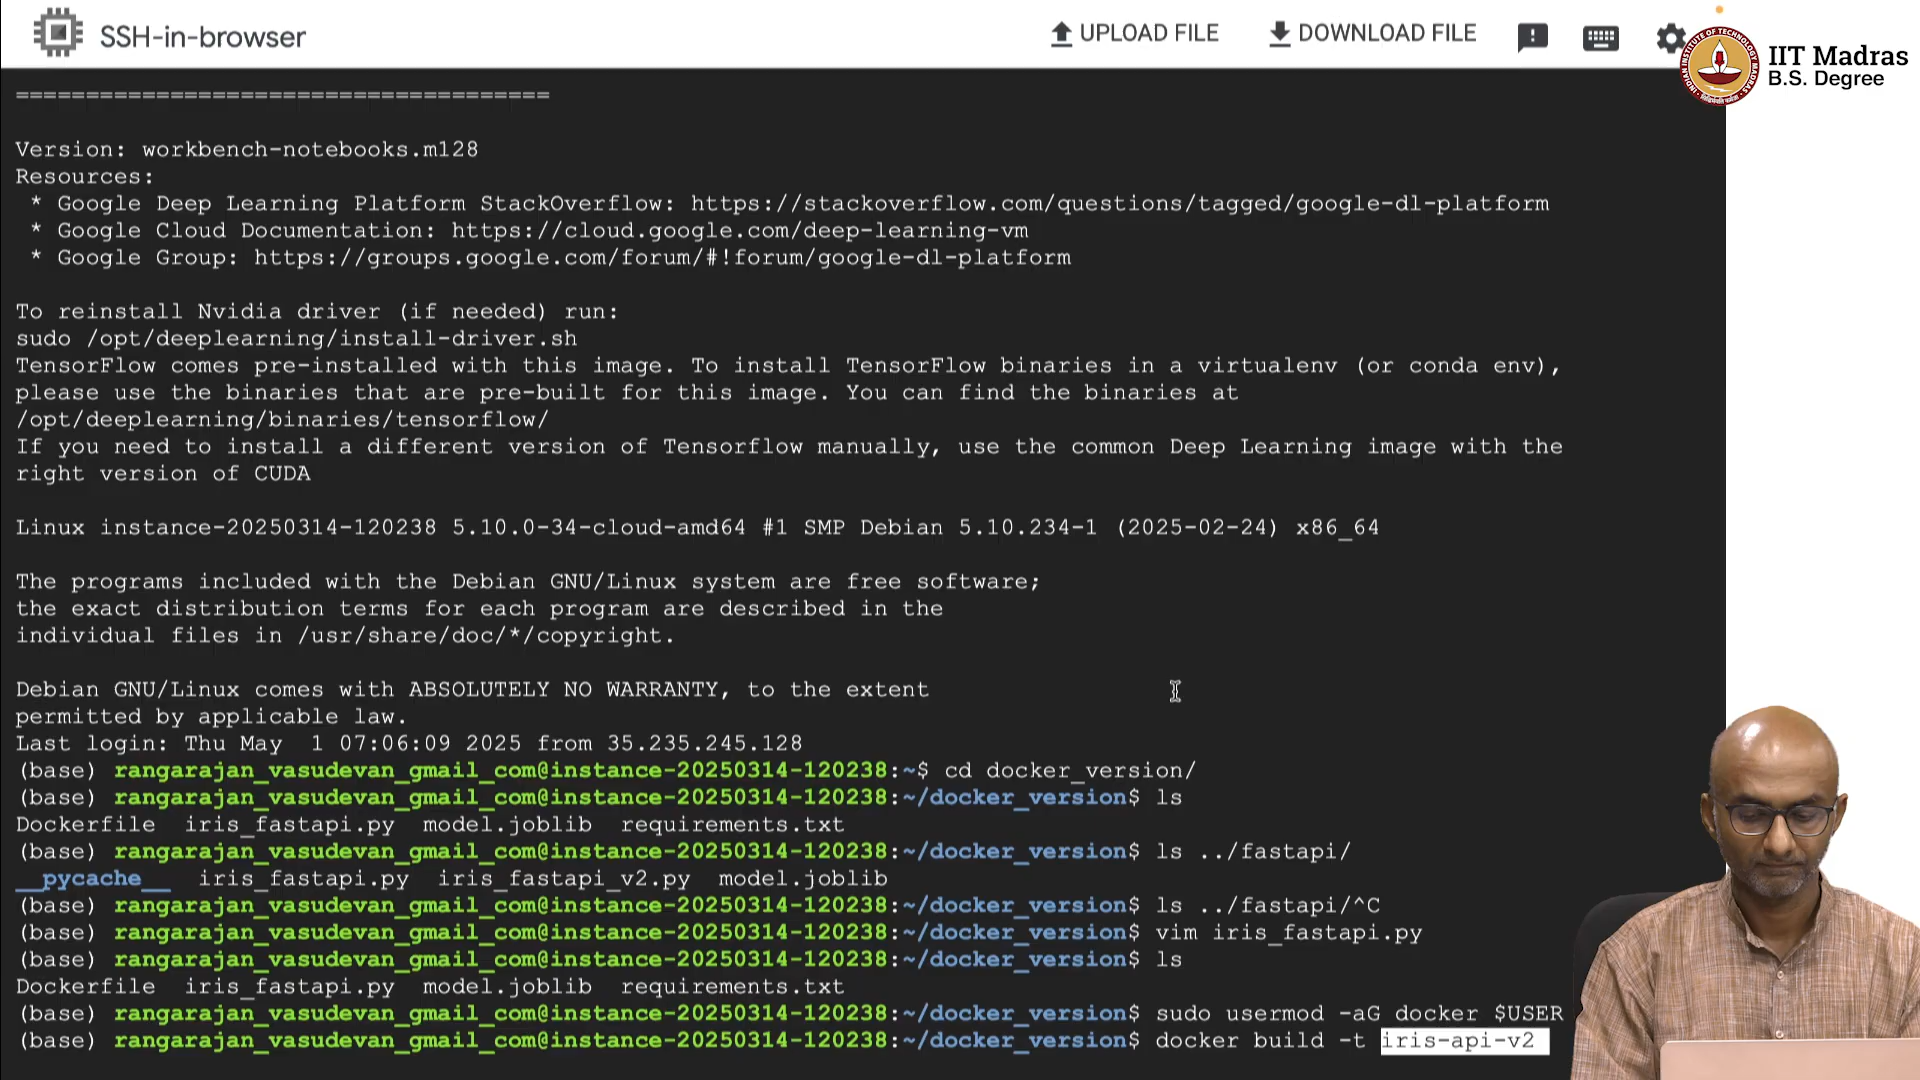 SSH-in-browser
UPLOAD FILE
DOWNLOAD FILE
IIT Madras
B.S. Degree
======================================
Version: workbench-notebooks.m128
Resources:
* Google Deep Learning Platform StackOverflow: https://stackoverflow.com/questions/tagged/google-dl-platform
* Google Cloud Documentation: https://cloud.google.com/deep-learning-vm
* Google Group: https://groups.google.com/forum/#!forum/google-dl-platform
To reinstall Nvidia driver (if needed) run:
sudo /opt/deeplearning/install-driver.sh
TensorFlow comes pre-installed with this image. To install TensorFlow binaries in a virtualenv (or conda env),
please use the binaries that are pre-built for this image. You can find the binaries at
/opt/deeplearning/binaries/tensorflow/
If you need to install a different version of Tensorflow manually, use the common Deep Learning image with the
right version of CUDA
Linux instance-20250314-120238 5.10.0-34-cloud-amd64 #1 SMP Debian 5.10.234-1 (2025-02-24) x86_64
The programs included with the Debian GNU/Linux system are free software;
the exact distribution terms for each program are described in the
individual files in /usr/share/doc/*/copyright.
Debian GNU/Linux comes with ABSOLUTELY NO WARRANTY, to the extent
permitted by applicable law.
Last login: Thu May  1 07:06:09 2025 from 35.235.245.128
(base) rangarajan_vasudevan_gmail_com@instance-20250314-120238:~$ cd docker_version/
(base) rangarajan_vasudevan_gmail_com@instance-20250314-120238:~/docker_version$ ls
Dockerfile  iris_fastapi.py  model.joblib  requirements.txt
(base) rangarajan_vasudevan_gmail_com@instance-20250314-120238:~/docker_version$ ls ../fastapi/
__pycache__  iris_fastapi.py  iris_fastapi_v2.py  model.joblib
(base) rangarajan_vasudevan_gmail_com@instance-20250314-120238:~/docker_version$ ls ../fastapi/^C
(base) rangarajan_vasudevan_gmail_com@instance-20250314-120238:~/docker_version$ vim iris_fastapi.py
(base) rangarajan_vasudevan_gmail_com@instance-20250314-120238:~/docker_version$ ls
Dockerfile  iris_fastapi.py  model.joblib  requirements.txt
(base) rangarajan_vasudevan_gmail_com@instance-20250314-120238:~/docker_version$ sudo usermod -aG docker $USER
(base) rangarajan_vasudevan_gmail_com@instance-20250314-120238:~/docker_version$ docker build -t iris-api-v2